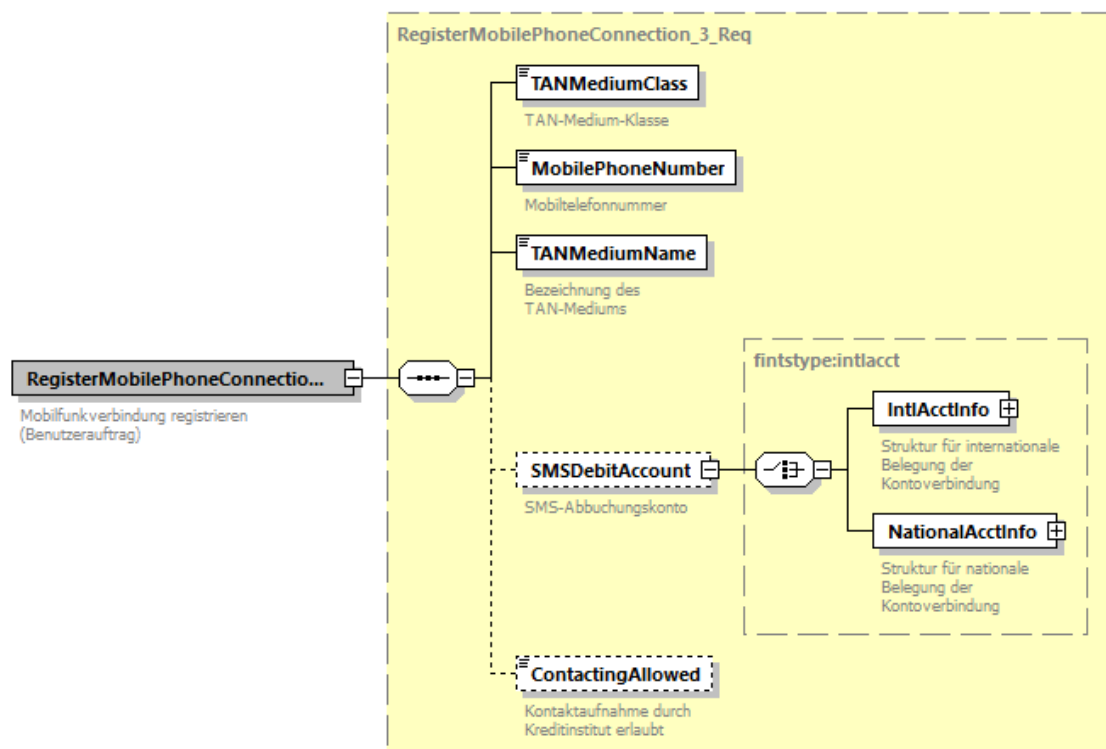 RegisterMobilePhoneConnection_3_Req
TANMediumClass
TAN-Medium-Klasse
MobilePhoneNumber
Mobiltelefonnummer
TANMediumName
Bezeichnung des
TAN-Mediums
RegisterMobilePhoneConnectio...
Mobilfunkverbindung registrieren
(Benutzerauftrag)
fintstype:intlacct
IntlAcctInfo
Struktur für internationale
Belegung der
Kontoverbindung
SMSDebitAccount
SMS-Abbuchungskonto
NationalAcctInfo
Struktur für nationale
Belegung der
Kontoverbindung
ContactingAllowed
Kontaktaufnahme durch
Kreditinstitut erlaubt